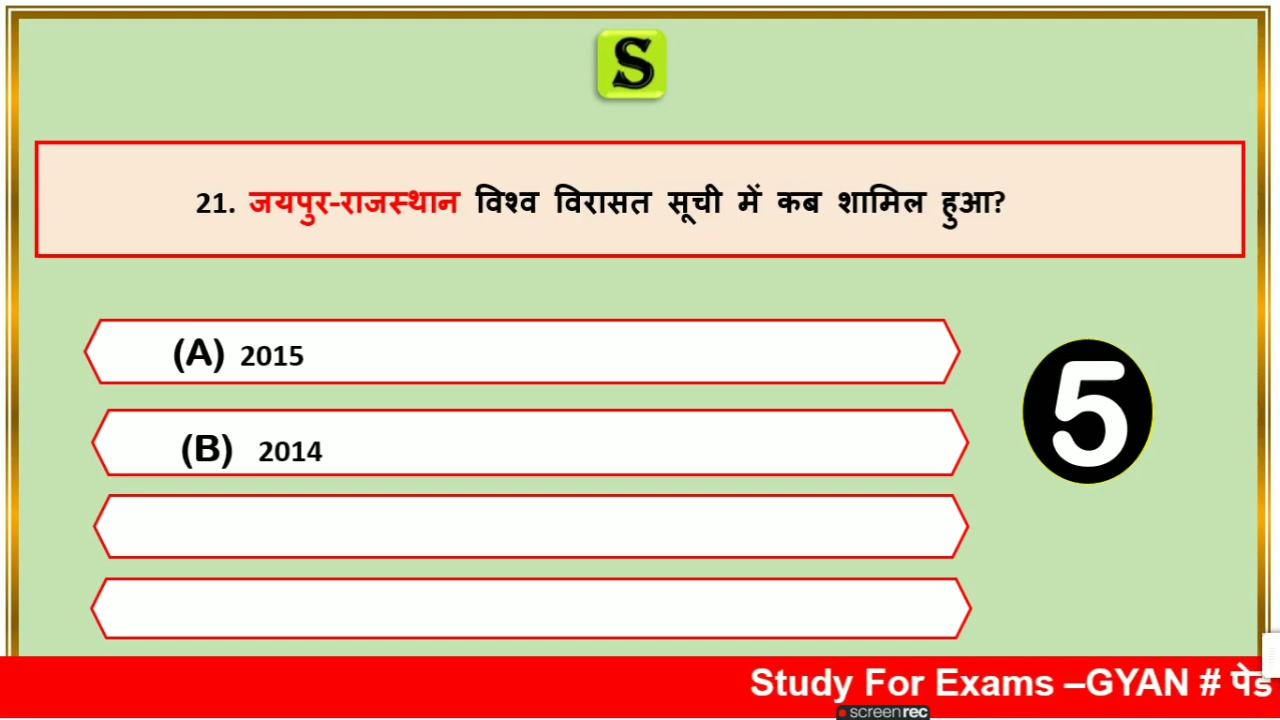 S
21. जयपुर-राजस्थान विश्व विरासत सूची में कब शामिल हुआ?
(A) 2015
5
(B) 2014
Study For Exams –GYAN # पेड
screenrec